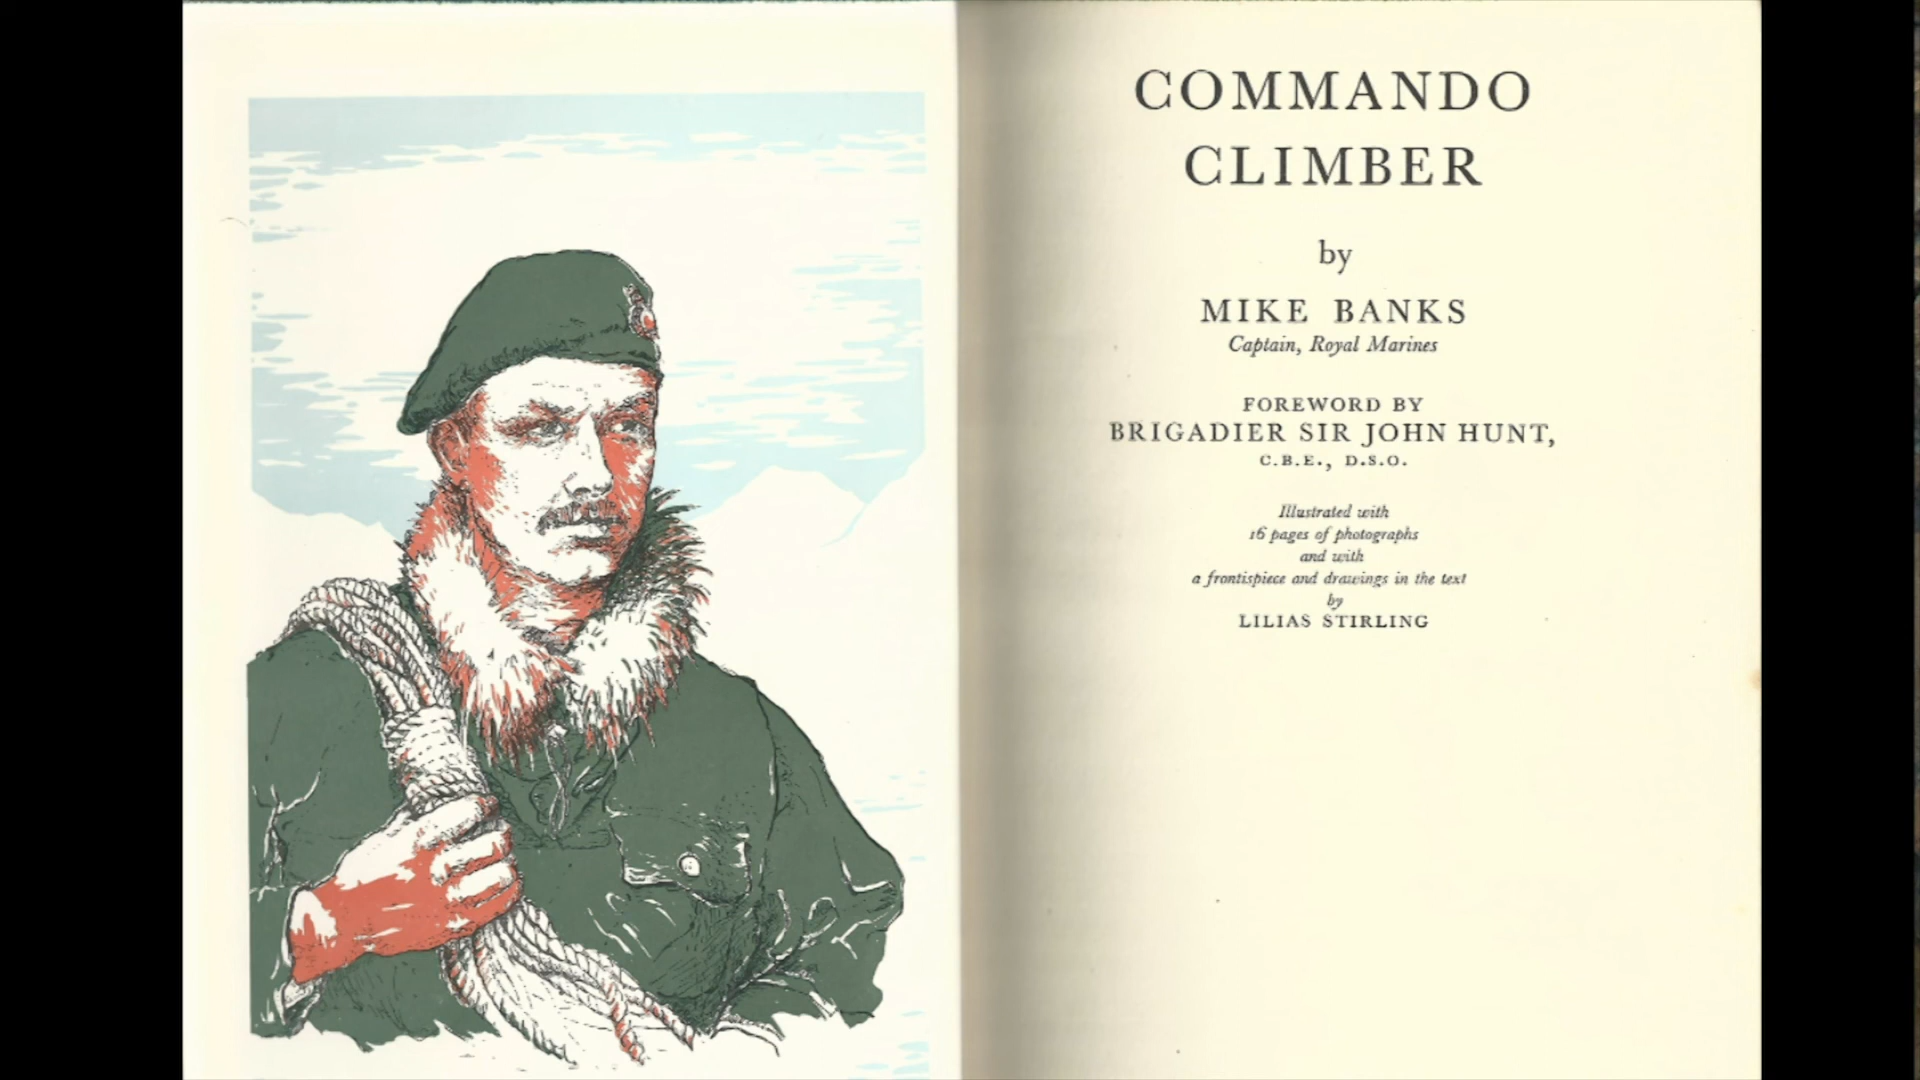 COMMANDO
CLIMBER
by
MIKE BANKS
Captain, Royal Marines
FOREWORD BY
BRIGADIER SIR JOHN HUNT,
C.B.E., D.S.O.
Illustrated with
16 pages of photographs
and with
a frontispiece and drawings in the text
by
LILIAS STIRLING